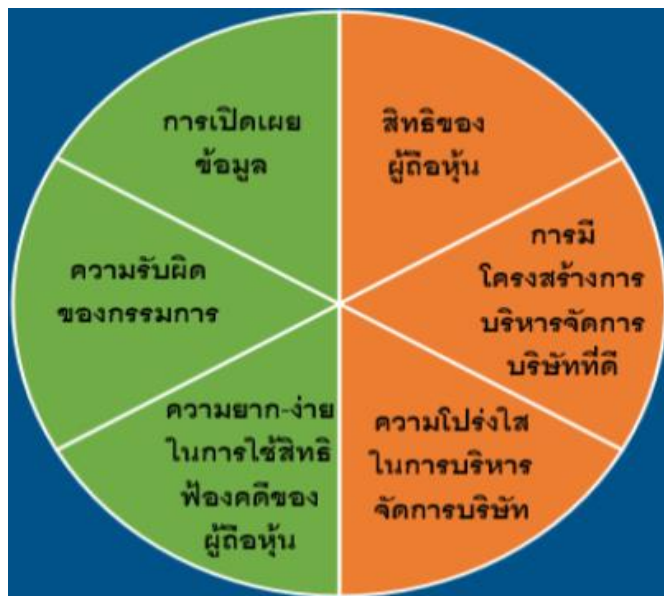 การเปิดเผย
ข้อมูล
สิทธิของ
ผู้ถือหุ้น
การมี
โครงสร้างการ
บริหารจัดการ
บริษัทที่ดี
ความรับผิด
ของกรรมการ
ความยาก-ง่าย
ในการใช้สิทธิ
ฟ้องคดีของ
ผู้ถือหุ้น
ความโปร่งใส
ในการบริหาร
จัดการบริษัท